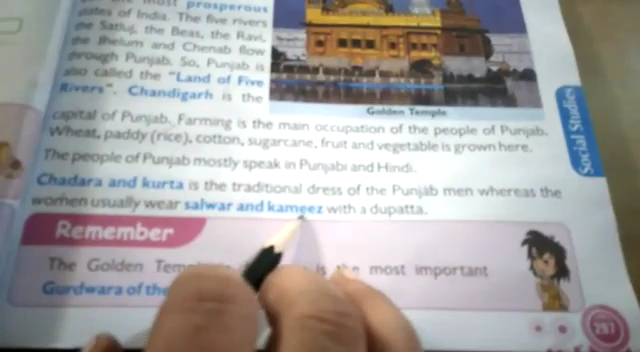 most prosperous
states of India. The five rivers
the Satluj, the Beas, the Ravi,
the Jhelum and Chenab flow
through Punjab. So, Punjab is
also called the "Land of Five
Rivers". Chandigarh is the
Golden Temple
capital of Punjab. Farming is the main occupation of the people of Punjab.
Wheat, paddy (rice), cotton, sugarcane, fruit and vegetable is grown here.
The people of Punjab mostly speak in Punjabi and Hindi.
Chadara and kurta is the traditional dress of the Punjab men whereas the
women usually wear salwar and kameez with a dupatta.
Remember
The Golden is the most important
Gurdwara of the
Social Studies
297